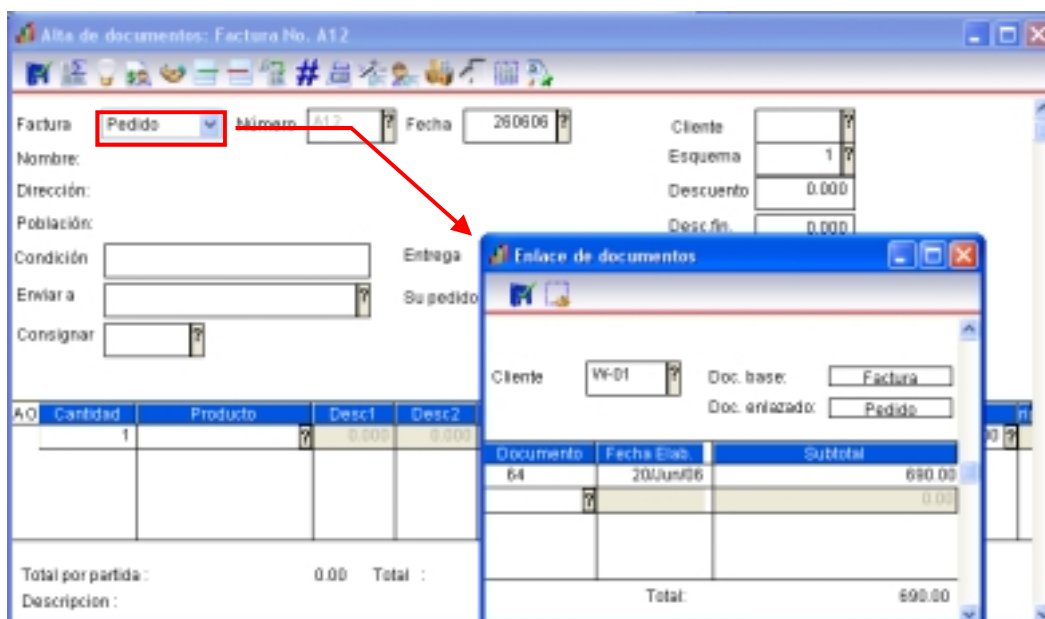 Alta de documentos: Factura No. A12
Factura Pedido Número A12 ? Fecha 260606 ? Cliente ?
Nombre: Esquema 1 ?
Dirección: Descuento 0.000
Población: Desc.fin. 0.000
Condición Entrega
Enviar a ? Su pedido
Consignar ?
A O Cantidad Producto Desc1 Desc2
1 ? 0.000 0.000
Total por partida : 0.00 Total :
Descripcion :
Enlace de documentos
Cliente W-01 ? Doc. base: Factura
Doc. enlazado: Pedido
Documento Fecha Elab. Subtotal
64 20/Jun/06 690.00
? 0.00
Total: 690.00